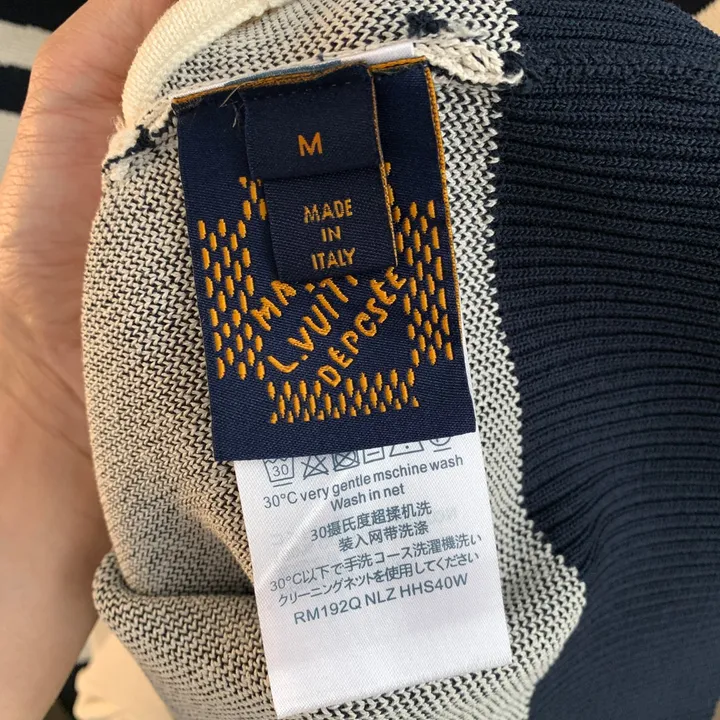 M
MADE
IN
ITALY
MA
L.VUITT
DEPOSÉE
30
30°C very gentle mschine wash
Wash in net
30摄氏度超揉机洗
装入网带洗涤
30°C以下で手洗コース洗濯機洗い
クリーニングネットを使用してください
RM192Q NLZ HHS40W